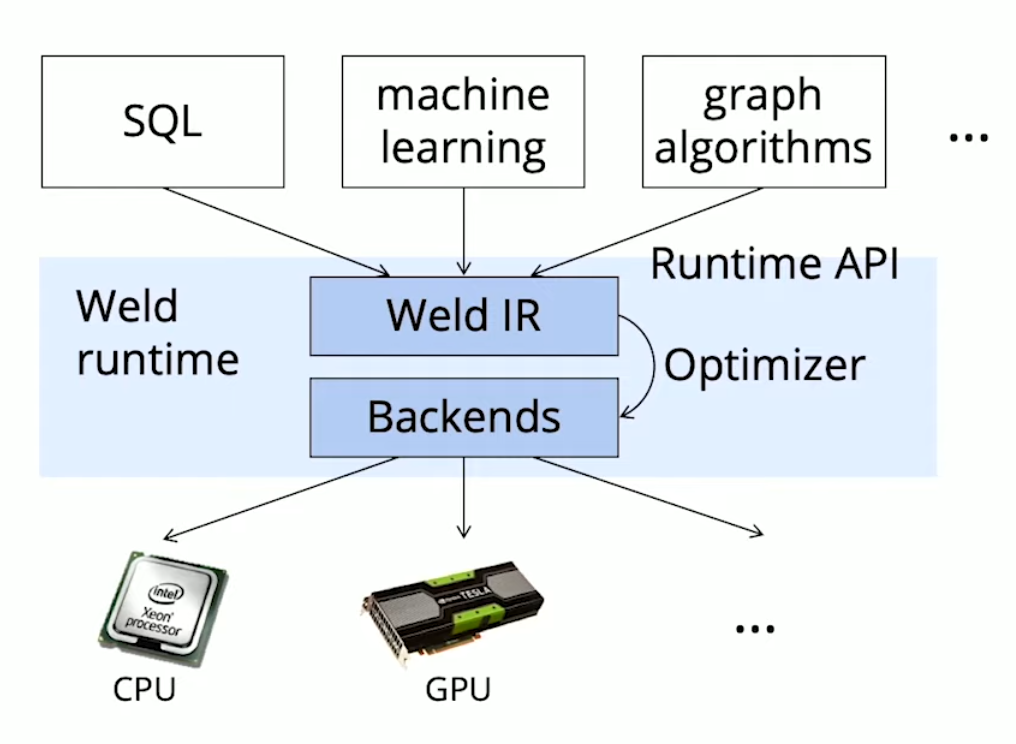 SQL
machine
learning
graph
algorithms
...
Runtime API
Weld
runtime
Weld IR
Optimizer
Backends
intel
Xeon
processor
TESLA
...
CPU
GPU